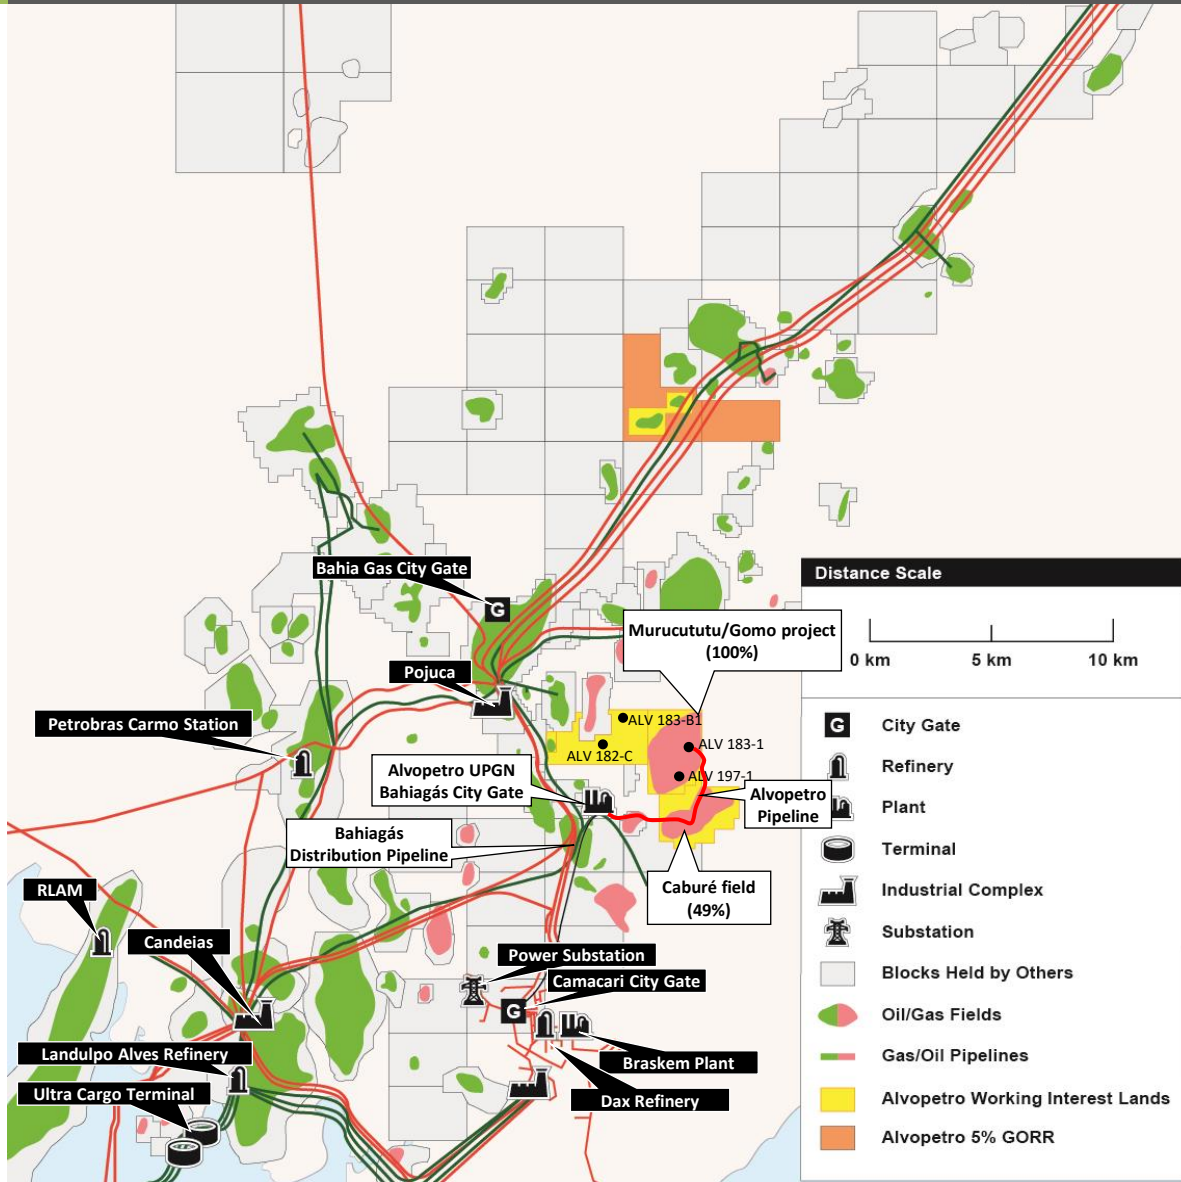 Bahia Gas City Gate
G
Pojuca
Petrobras Carmo Station
Alvopetro UPGN
Bahiagás City Gate
Bahiagás
Distribution Pipeline
Murucututu/Gomo project
(100%)
ALV 183-B1
ALV 182-C
ALV 183-1
ALV 197-1
Alvopetro
Pipeline
Caburé field
(49%)
RLAM
Candeias
Power Substation
Camacari City Gate
G
Landulpo Alves Refinery
Braskem Plant
Ultra Cargo Terminal
Dax Refinery
Distance Scale
0 km
5 km
10 km
G
City Gate
Refinery
Plant
Terminal
Industrial Complex
Substation
Blocks Held by Others
Oil/Gas Fields
Gas/Oil Pipelines
Alvopetro Working Interest Lands
Alvopetro 5% GORR